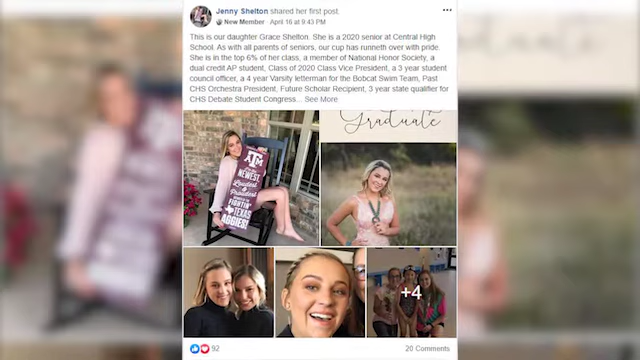 Jenny Shelton shared her first post.
New Member · April 16 at 9:43 PM
This is our daughter Grace Shelton. She is a 2020 senior at Central High
School. As with all parents of seniors, our cup has runneth over with pride.
She is in the top 6% of her class, a member of National Honor Society, a
dual credit AP student, Class of 2020 Class Vice President, a 3 year student
council officer, a 4 year Varsity letterman for the Bobcat Swim Team, Past
CHS Orchestra President, Future Scholar Recipient, 3 year state qualifier for
CHS Debate Student Congress... See More
Graduate
ATM
NEWEST,
Loudest &
Proudest
FIGHTIN'
TEXAS
AGGIES!
+4
92
20 Comments